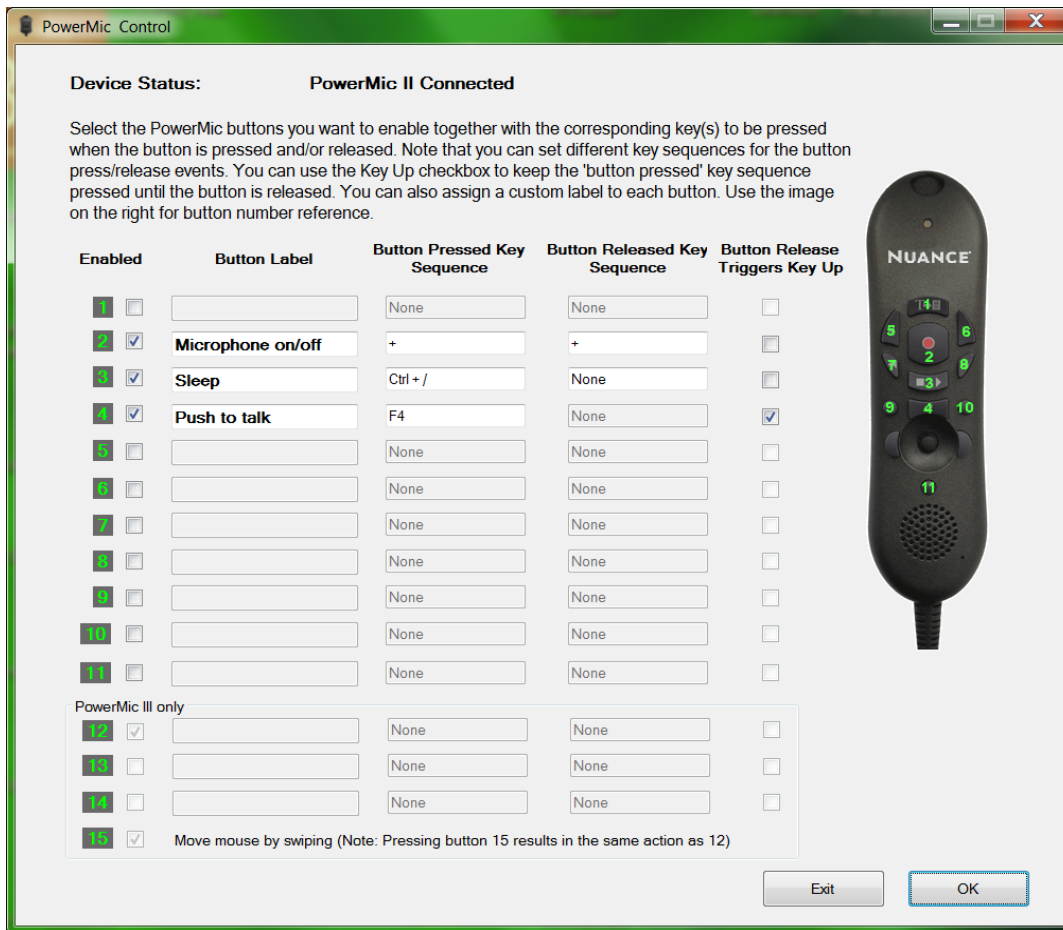 PowerMic Control
Device Status: PowerMic II Connected
Select the PowerMic buttons you want to enable together with the corresponding key(s) to be pressed
when the button is pressed and/or released. Note that you can set different key sequences for the button
press/release events. You can use the Key Up checkbox to keep the 'button pressed' key sequence
pressed until the button is released. You can also assign a custom label to each button. Use the image
on the right for button number reference.
Enabled Button Label Button Pressed Key Sequence Button Released Key Sequence Button Release Triggers Key Up
1 None None
2 Microphone on/off + +
3 Sleep Ctrl + / None
4 Push to talk F4 None
5 None None
6 None None
7 None None
8 None None
9 None None
10 None None
11 None None
PowerMic III only
12 None None
13 None None
14 None None
15 Move mouse by swiping (Note: Pressing button 15 results in the same action as 12)
Exit OK
NUANCE
1
5 6
2
7 8
3
9 4 10
11